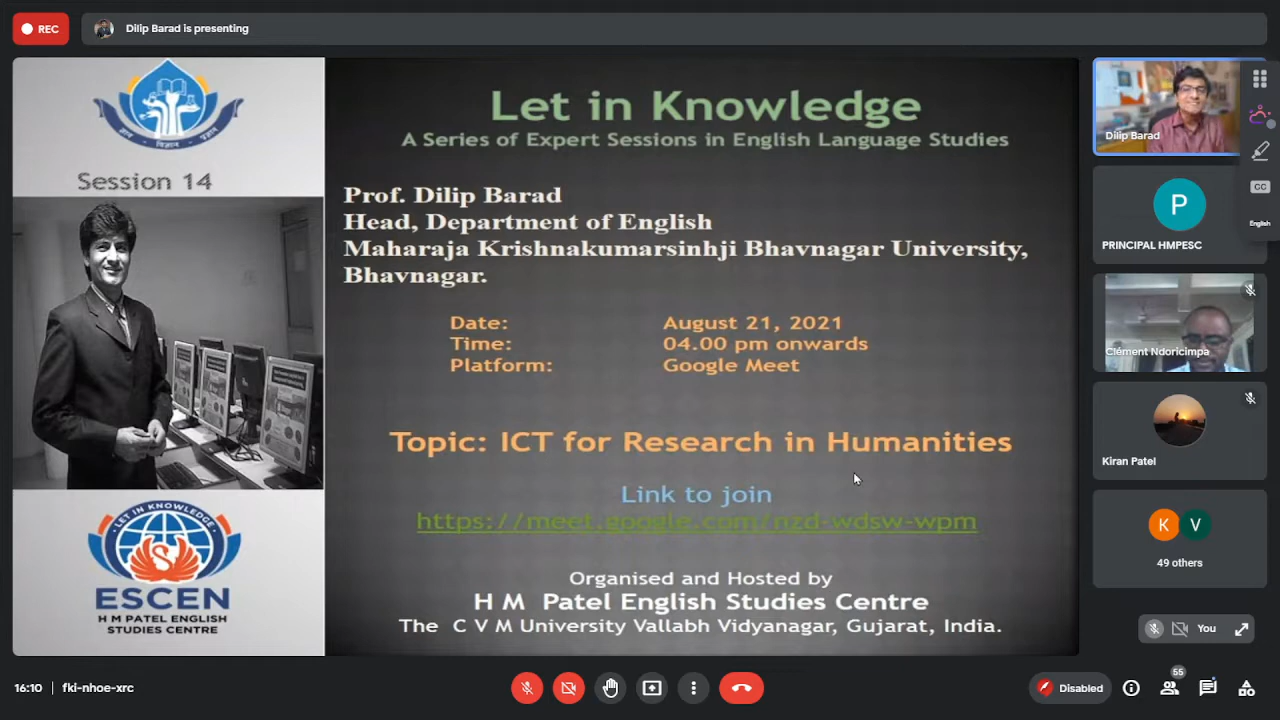 REC
Dilip Barad is presenting
Session 14
ESCEN
H M PATEL ENGLISH
STUDIES CENTRE
Let in Knowledge
A Series of Expert Sessions in English Language Studies
Prof. Dilip Barad
Head, Department of English
Maharaja Krishnakumarsinhji Bhavnagar University,
Bhavnagar.
Date: August 21, 2021
Time: 04.00 pm onwards
Platform: Google Meet
Topic: ICT for Research in Humanities
Link to join
https://meet.google.com/nzd-wdsw-wpm
Organised and Hosted by
H M Patel English Studies Centre
The C V M University Vallabh Vidyanagar, Gujarat, India.
Dilip Barad
P
PRINCIPAL HMPESC
Clément Ndoricimpa
Kiran Patel
K V
49 others
You
CC
English
16:10 | fki-nhoe-xrc
Disabled
55
LET IN KNOWLEDGE
विज्ञान